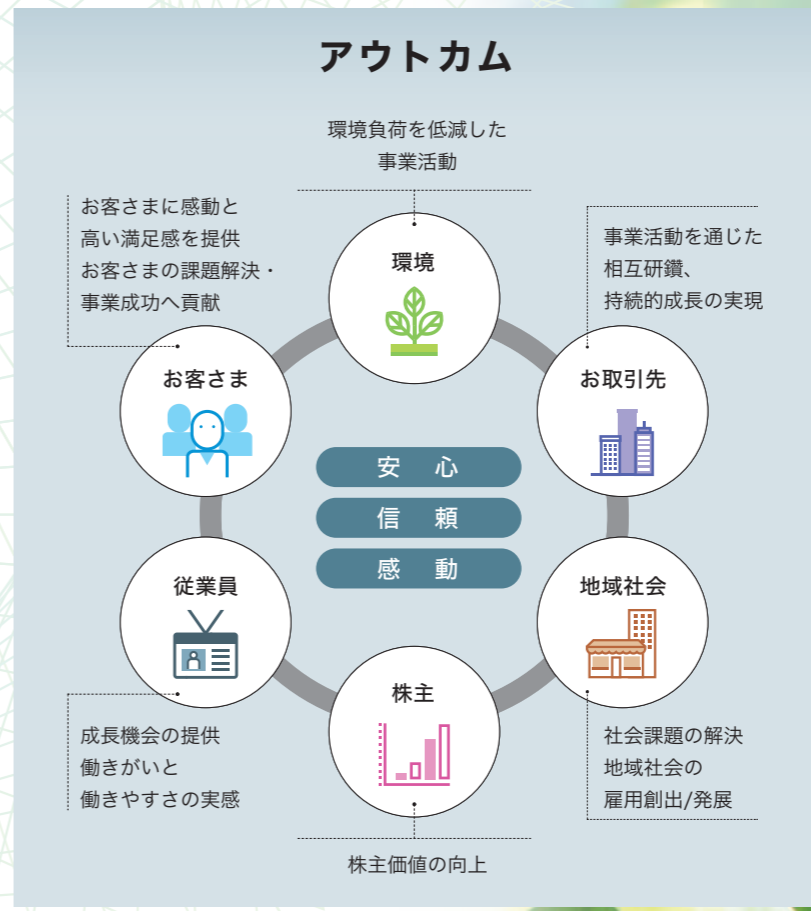 アウトカム
環境負荷を低減した
事業活動
お客さまに感動と
高い満足感を提供
お客さまの課題解決・
事業成功へ貢献
事業活動を通じた
相互研鑽、
持続的成長の実現
環境
お客さま
お取引先
安 心
信 頼
感 動
従業員
地域社会
株主
成長機会の提供
働きがいと
働きやすさの実感
社会課題の解決
地域社会の
雇用創出/発展
株主価値の向上